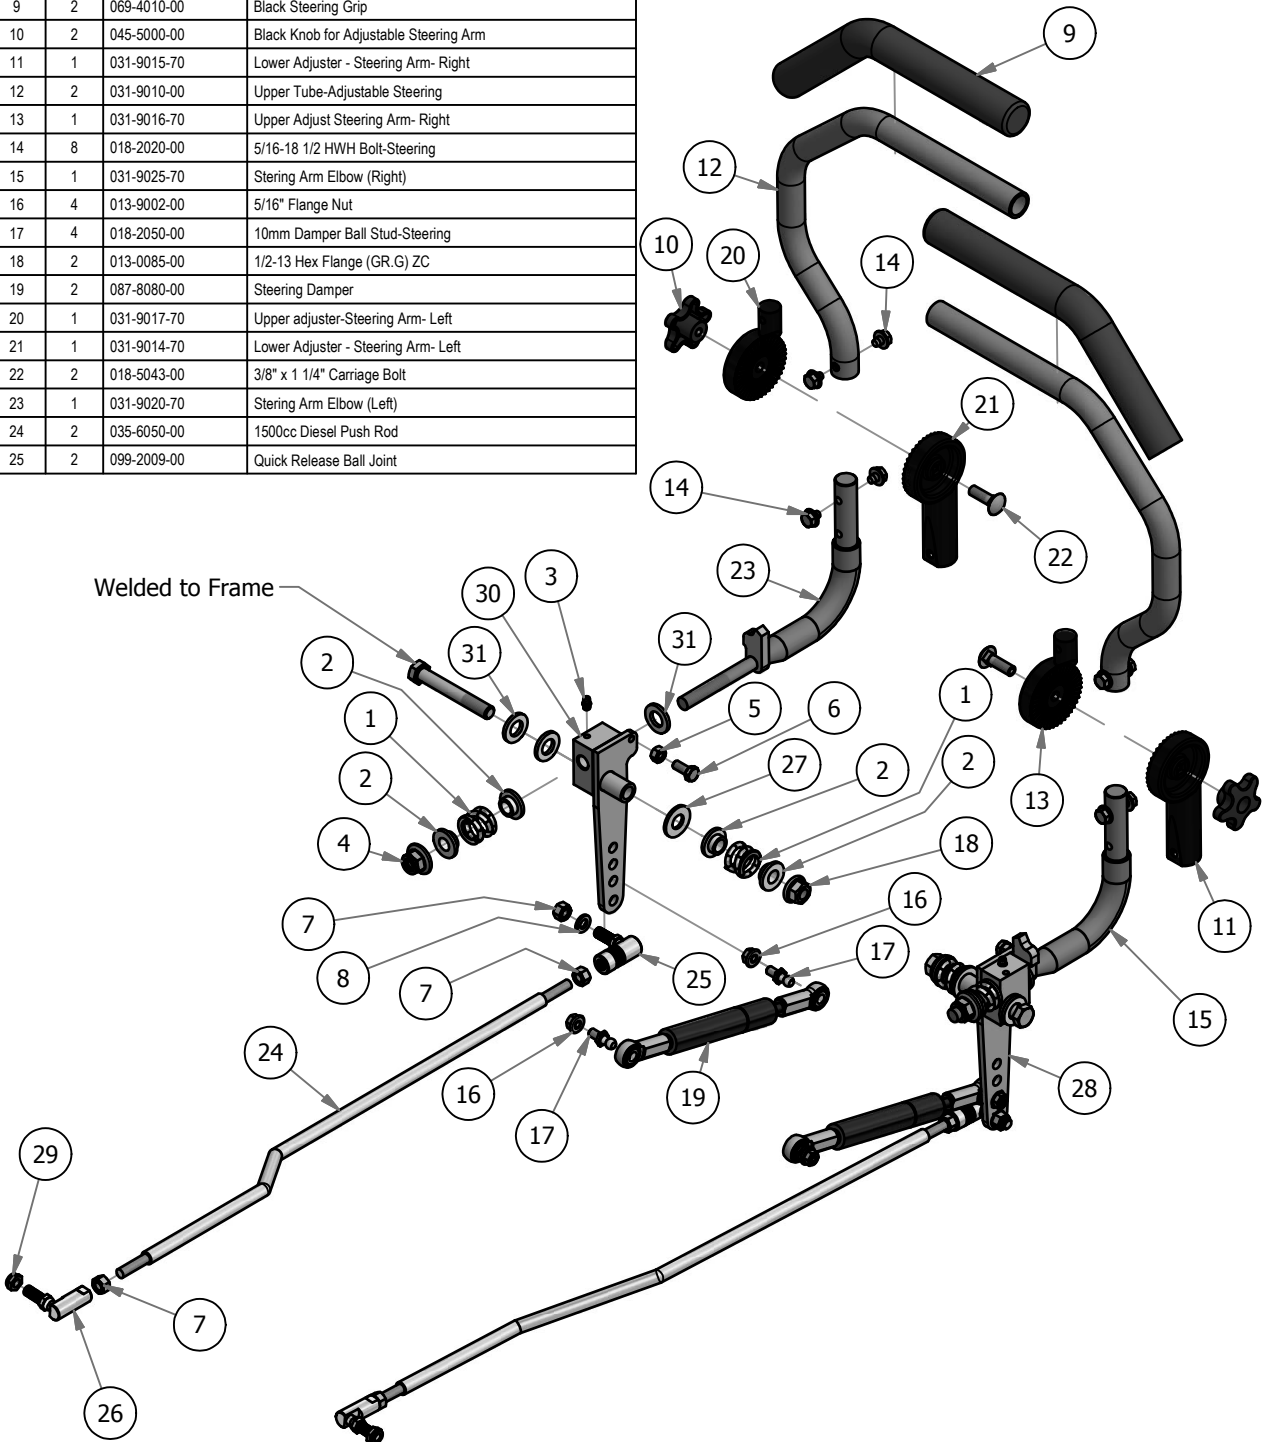 9 2 069-4010-00 Black Steering Grip
10 2 045-5000-00 Black Knob for Adjustable Steering Arm
11 1 031-9015-70 Lower Adjuster - Steering Arm- Right
12 2 031-9010-00 Upper Tube-Adjustable Steering
13 1 031-9016-70 Upper Adjust Steering Arm- Right
14 8 018-2020-00 5/16-18 1/2 HWH Bolt-Steering
15 1 031-9025-70 Stering Arm Elbow (Right)
16 4 013-9002-00 5/16" Flange Nut
17 4 018-2050-00 10mm Damper Ball Stud-Steering
18 2 013-0085-00 1/2-13 Hex Flange (GR.G) ZC
19 2 087-8080-00 Steering Damper
20 1 031-9017-70 Upper adjuster-Steering Arm- Left
21 1 031-9014-70 Lower Adjuster - Steering Arm- Left
22 2 018-5043-00 3/8" x 1 1/4" Carriage Bolt
23 1 031-9020-70 Stering Arm Elbow (Left)
24 2 035-6050-00 1500cc Diesel Push Rod
25 2 099-2009-00 Quick Release Ball Joint
9
12
10
20
14
21
14
22
23
3
30
Welded to Frame
31
2
31
1
5
6
1
27
2
2
2
13
4
18
16
7
11
8
7
25
17
15
24
16
19
28
17
29
7
26